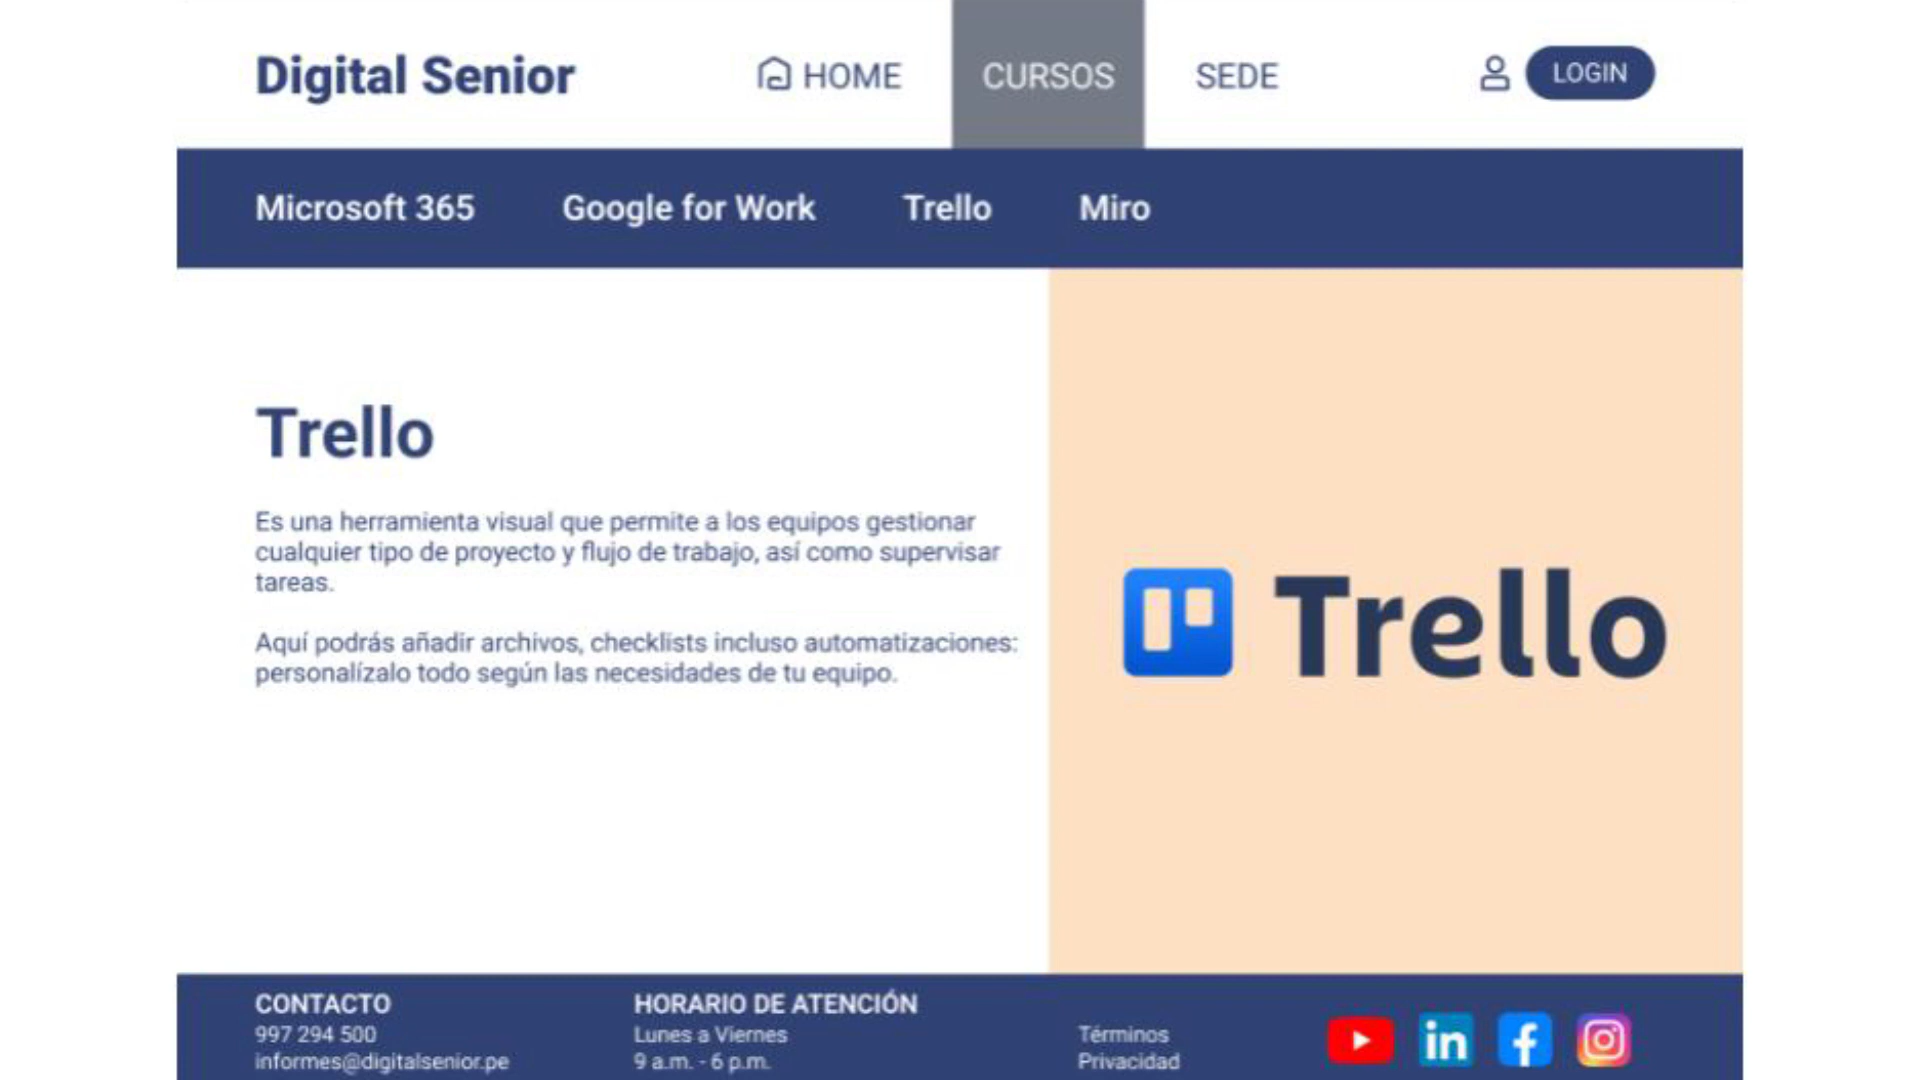 Digital Senior
HOME
CURSOS
SEDE
LOGIN
Microsoft 365
Google for Work
Trello
Miro
Trello
Es una herramienta visual que permite a los equipos gestionar
cualquier tipo de proyecto y flujo de trabajo, así como supervisar
tareas.
Aquí podrás añadir archivos, checklists incluso automatizaciones:
personalízalo todo según las necesidades de tu equipo.
Trello
CONTACTO
997 294 500
informes@digitalsenior.pe
HORARIO DE ATENCIÓN
Lunes a Viernes
9 a.m. - 6 p.m.
Términos
Privacidad
in